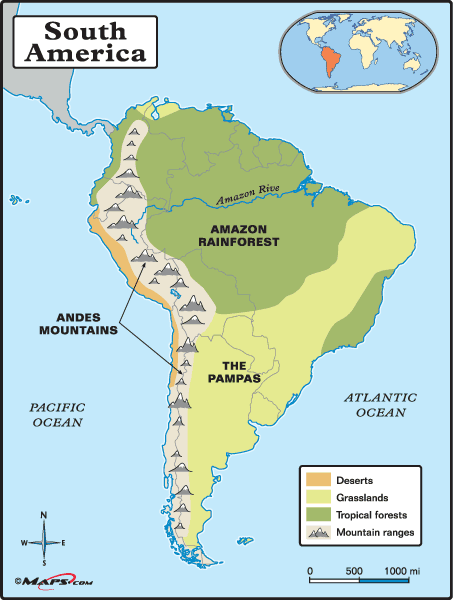 South
America
Amazon Rive
AMAZON
RAINFOREST
ANDES
MOUNTAINS
THE
PAMPAS
PACIFIC
OCEAN
ATLANTIC
OCEAN
Deserts
Grasslands
Tropical forests
Mountain ranges
N
W E
S
0 500 1000 mi
©MAPS.COM